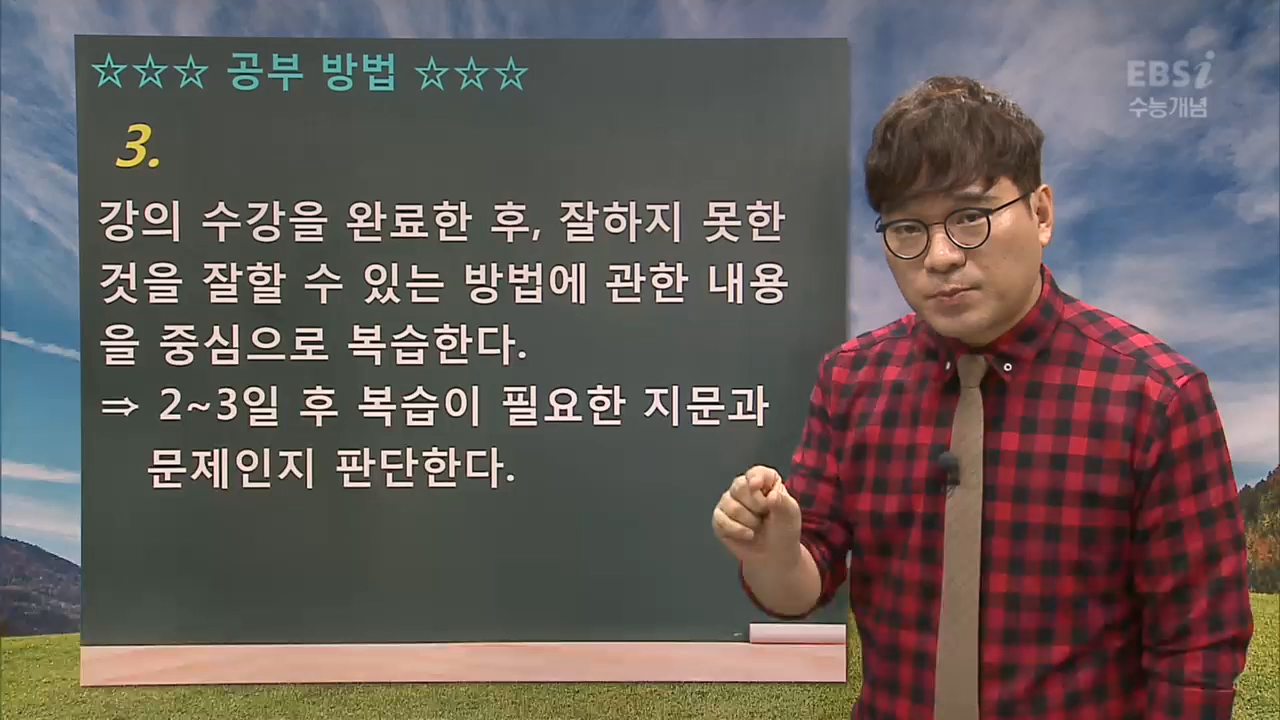 ☆☆☆ 공부 방법 ☆☆☆
EBSi
수능개념
3.
강의 수강을 완료한 후, 잘하지 못한
것을 잘할 수 있는 방법에 관한 내용
을 중심으로 복습한다.
⇒ 2~3일 후 복습이 필요한 지문과
문제인지 판단한다.